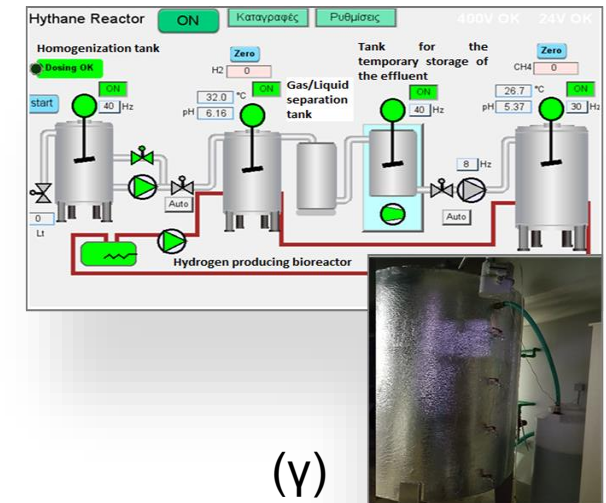 Hythane Reactor ON Καταγραφές Ρυθμίσεις 400V OK 24V OK
Homogenization tank
Dosing OK
start
ON
40 Hz
0
Lt
Auto
Zero
H2 0
32.0 °C
pH 6.16
ON
Gas/Liquid
separation
tank
Tank for the
temporary storage of
the effluent
ON
40 Hz
8 Hz
Auto
Zero
CH4 0
26.7 °C
pH 5.37
ON
30 Hz
Hydrogen producing bioreactor
(γ)